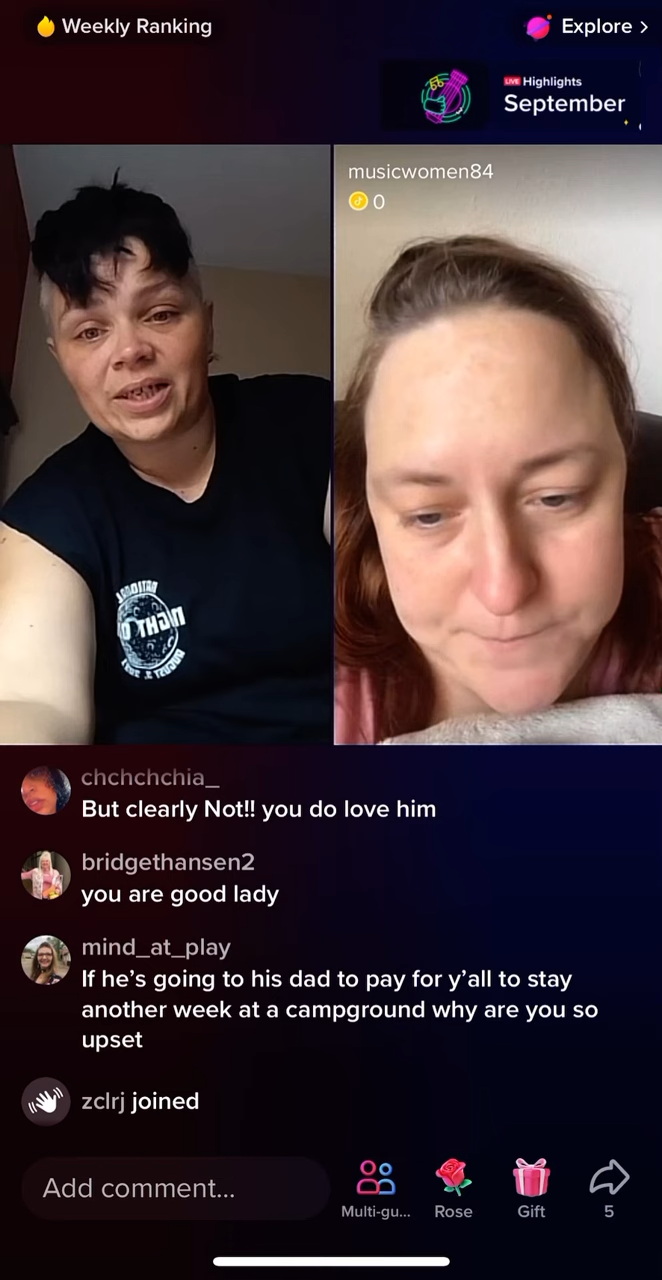 Weekly Ranking
Explore >
LIVE Highlights
September
musicwomen84
0
chchchchia_
But clearly Not!! you do love him
bridgethansen2
you are good lady
mind_at_play
If he’s going to his dad to pay for y’all to stay
another week at a campground why are you so
upset
zclrj joined
Add comment...
Multi-gu...
Rose
Gift
5